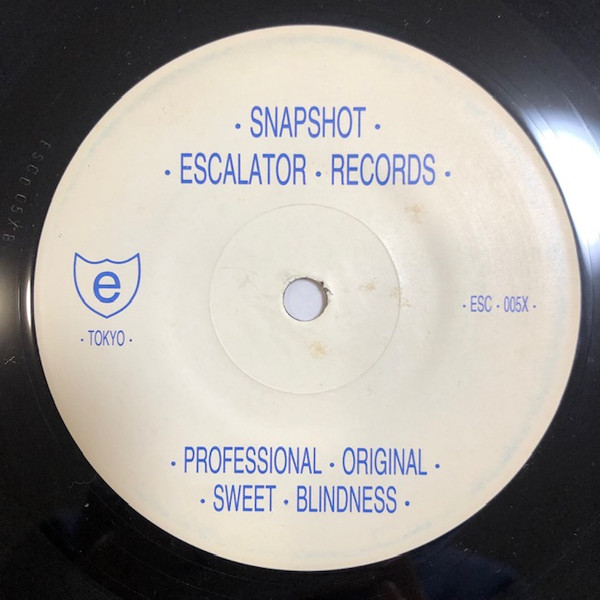 · SNAPSHOT ·
· ESCALATOR · RECORDS ·
e
· TOKYO ·
· ESC · 005X ·
· PROFESSIONAL · ORIGINAL ·
· SWEET · BLINDNESS ·